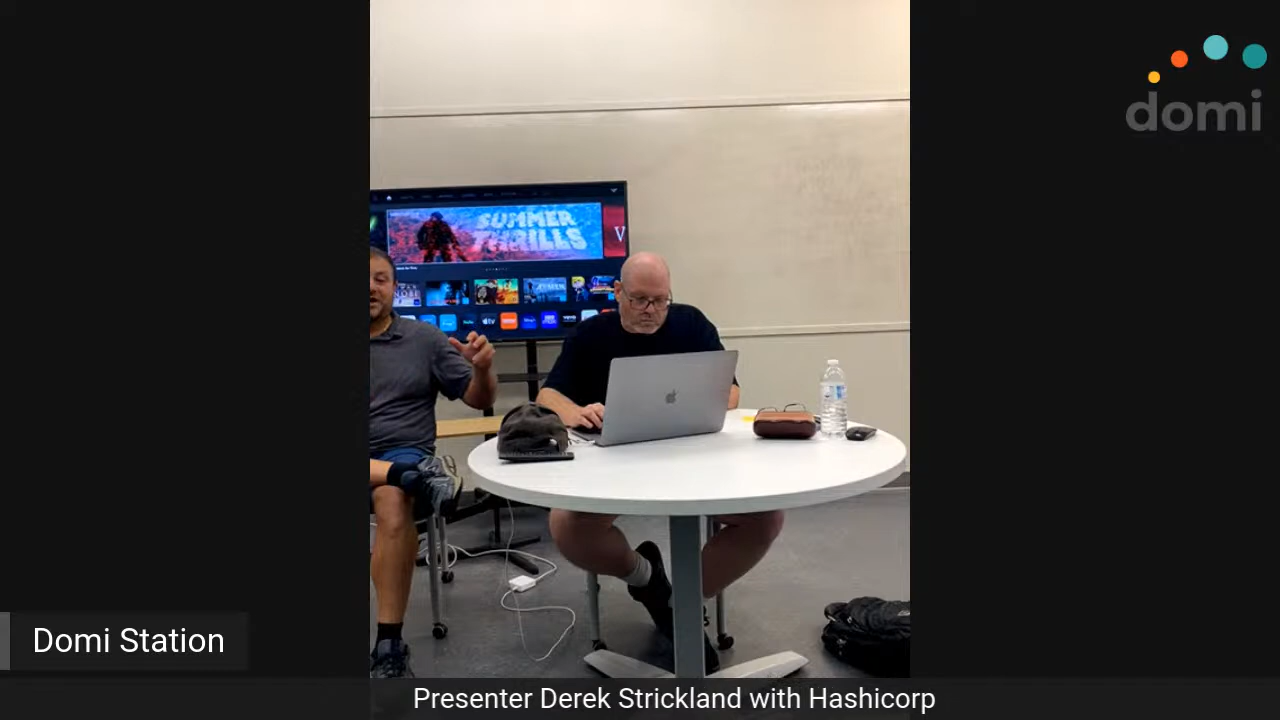 domi
SUMMER
THRILLS
V
Domi Station
Presenter Derek Strickland with Hashicorp